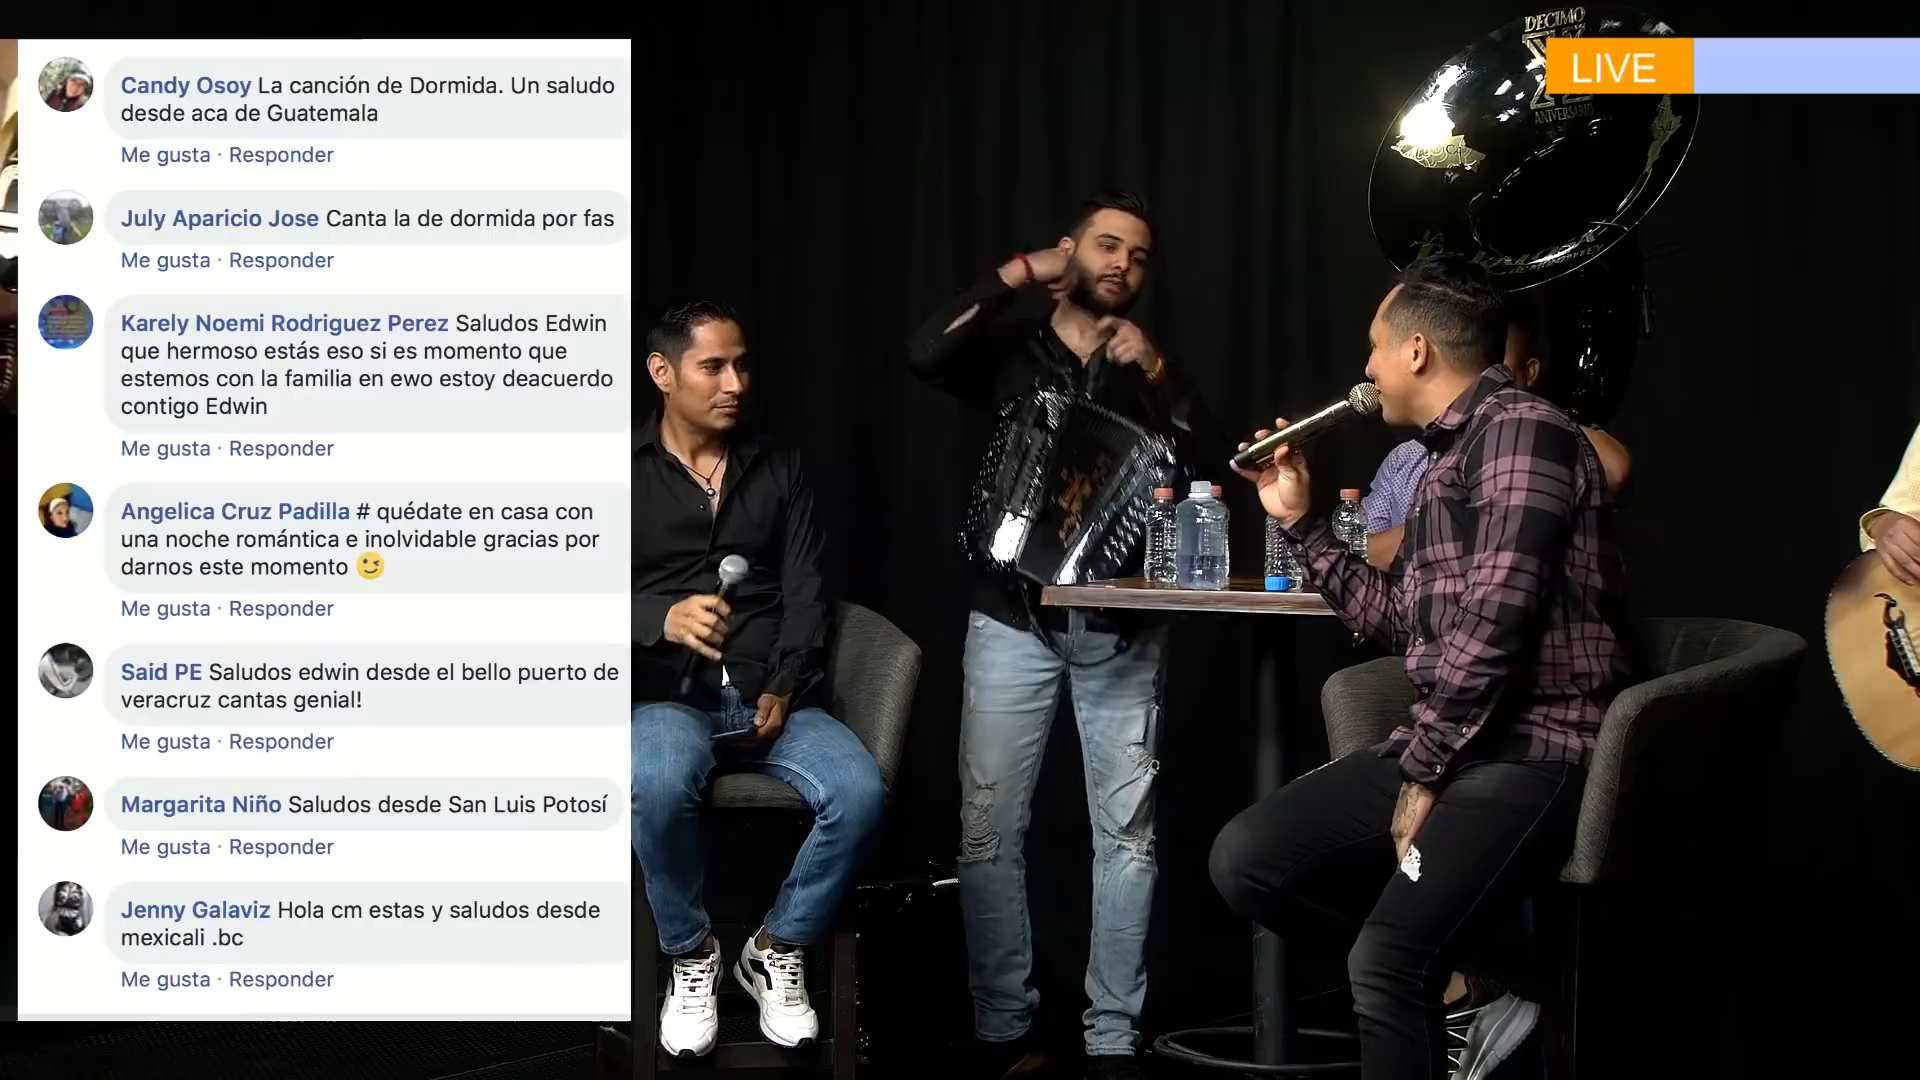 Candy Osoy La canción de Dormida. Un saludo
desde aca de Guatemala
Me gusta · Responder
July Aparicio Jose Canta la de dormida por fas
Me gusta · Responder
Karely Noemi Rodriguez Perez Saludos Edwin
que hermoso estás eso si es momento que
estemos con la familia en ewo estoy deacuerdo
contigo Edwin
Me gusta · Responder
Angelica Cruz Padilla # quédate en casa con
una noche romántica e inolvidable gracias por
darnos este momento 😉
Me gusta · Responder
Said PE Saludos edwin desde el bello puerto de
veracruz cantas genial!
Me gusta · Responder
Margarita Niño Saludos desde San Luis Potosí
Me gusta · Responder
Jenny Galaviz Hola cm estas y saludos desde
mexicali .bc
Me gusta · Responder
DECIMO
LIVE
ANIVERSARIO